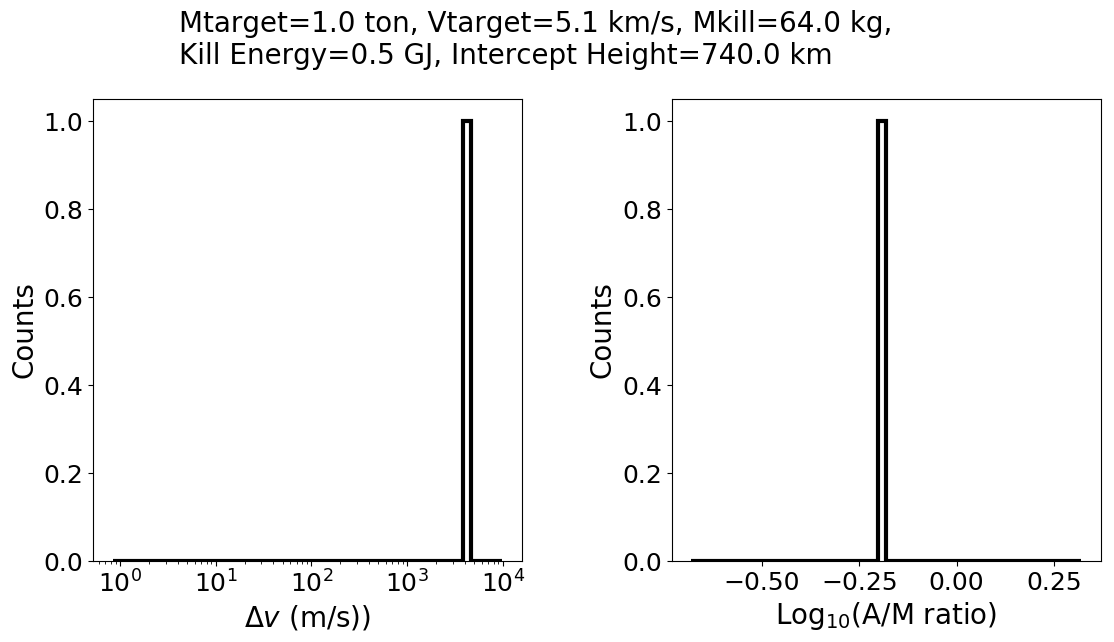 Mtarget=1.0 ton, Vtarget=5.1 km/s, Mkill=64.0 kg,
Kill Energy=0.5 GJ, Intercept Height=740.0 km
Counts
1.0
0.8
0.6
0.4
0.2
0.0
10⁰ 10¹ 10² 10³ 10⁴
Δv (m/s))
Counts
1.0
0.8
0.6
0.4
0.2
0.0
−0.50 −0.25 0.00 0.25
Log₁₀(A/M ratio)